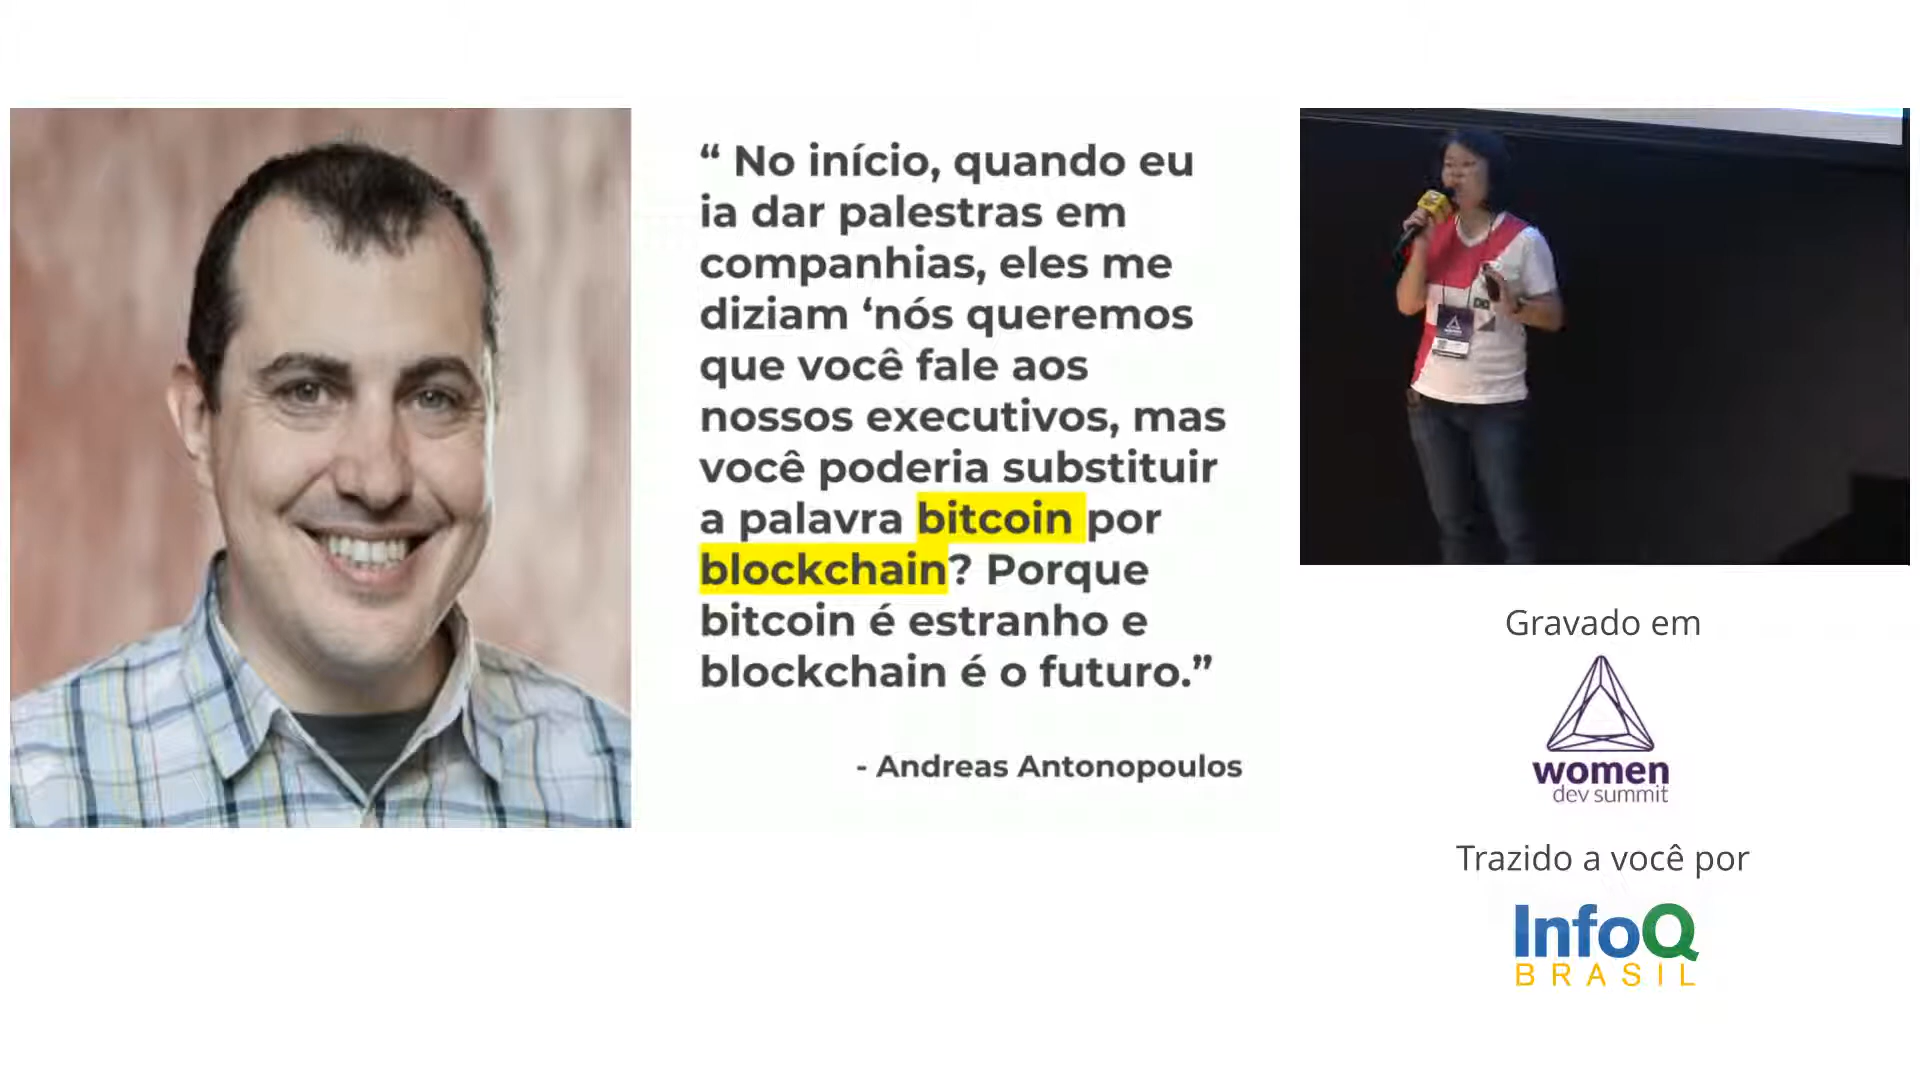 “ No início, quando eu
ia dar palestras em
companhias, eles me
diziam ‘nós queremos
que você fale aos
nossos executivos, mas
você poderia substituir
a palavra bitcoin por
blockchain? Porque
bitcoin é estranho e
blockchain é o futuro.”
- Andreas Antonopoulos
Gravado em
women
dev summit
Trazido a você por
InfoQ
BRASIL